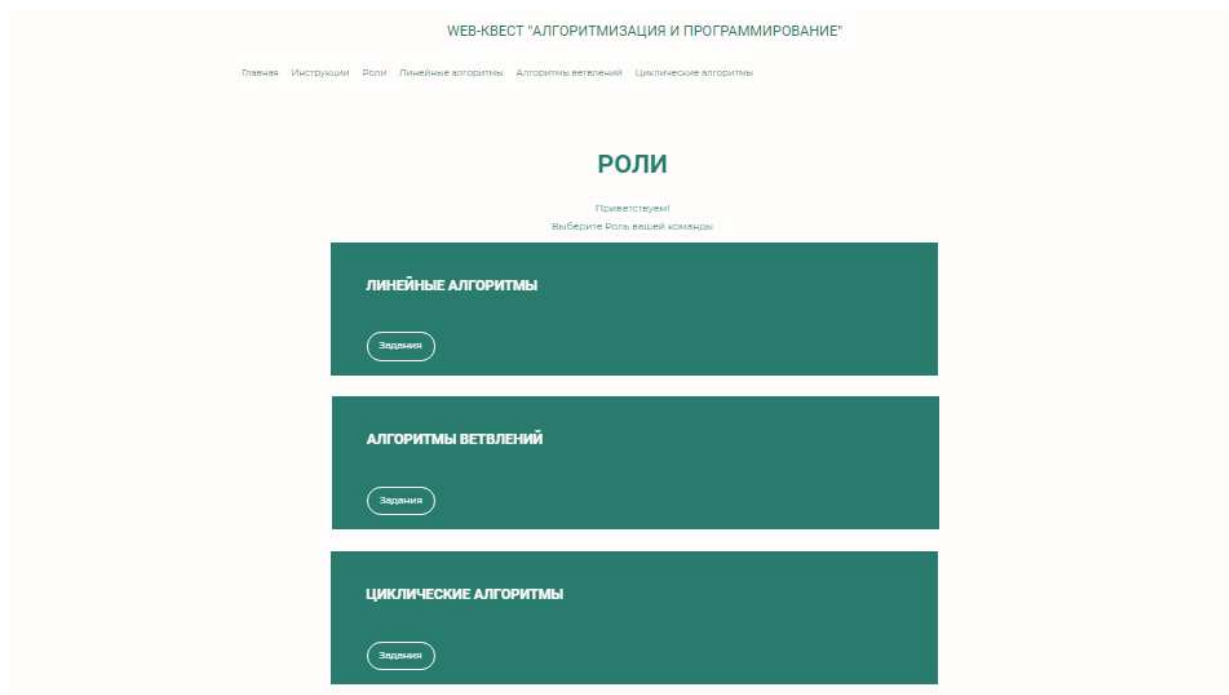 WEB-КВЕСТ "АЛГОРИТМИЗАЦИЯ И ПРОГРАММИРОВАНИЕ"
Главная Инструкции Роли Линейные алгоритмы Алгоритмы ветвлений Циклические алгоритмы
РОЛИ
Приветствуем!
Выберите Роль вашей команды
ЛИНЕЙНЫЕ АЛГОРИТМЫ
Задания
АЛГОРИТМЫ ВЕТВЛЕНИЙ
Задания
ЦИКЛИЧЕСКИЕ АЛГОРИТМЫ
Задания